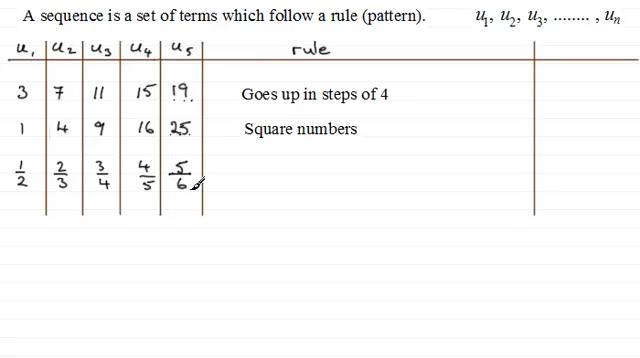 A sequence is a set of terms which follow a rule (pattern). u₁, u₂, u₃, ........ , uₙ
u₁ u₂ u₃ u₄ u₅ rule
3 7 11 15 19 Goes up in steps of 4
1 4 9 16 25 Square numbers
1/2 2/3 3/4 4/5 5/6